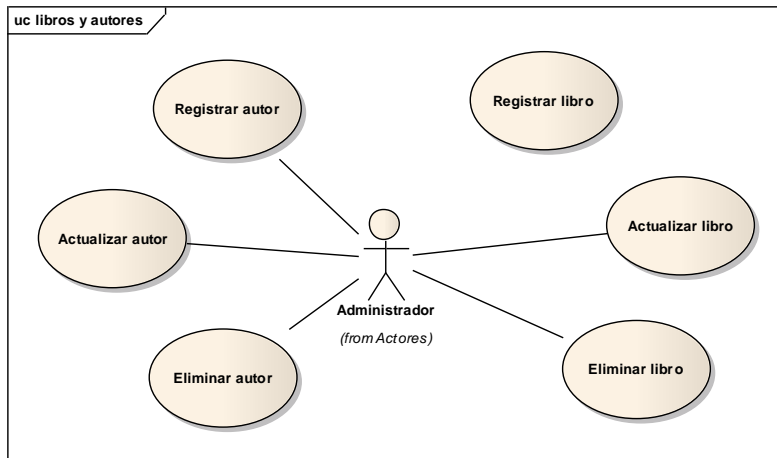 uc libros y autores
Registrar autor
Registrar libro
Actualizar autor
Actualizar libro
Administrador
(from Actores)
Eliminar autor
Eliminar libro